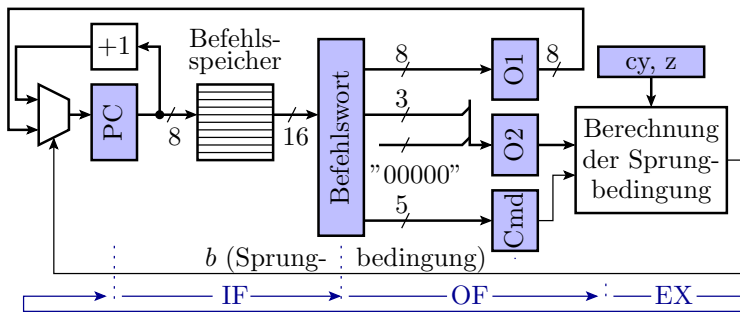 +1
Befehls-
speicher
8
O1
8
cy, z
PC
8
16
Befehlswort
3
"00000"
O2
Berechnung
der Sprung-
bedingung
5
Cmd
b (Sprung- bedingung)
IF
OF
EX